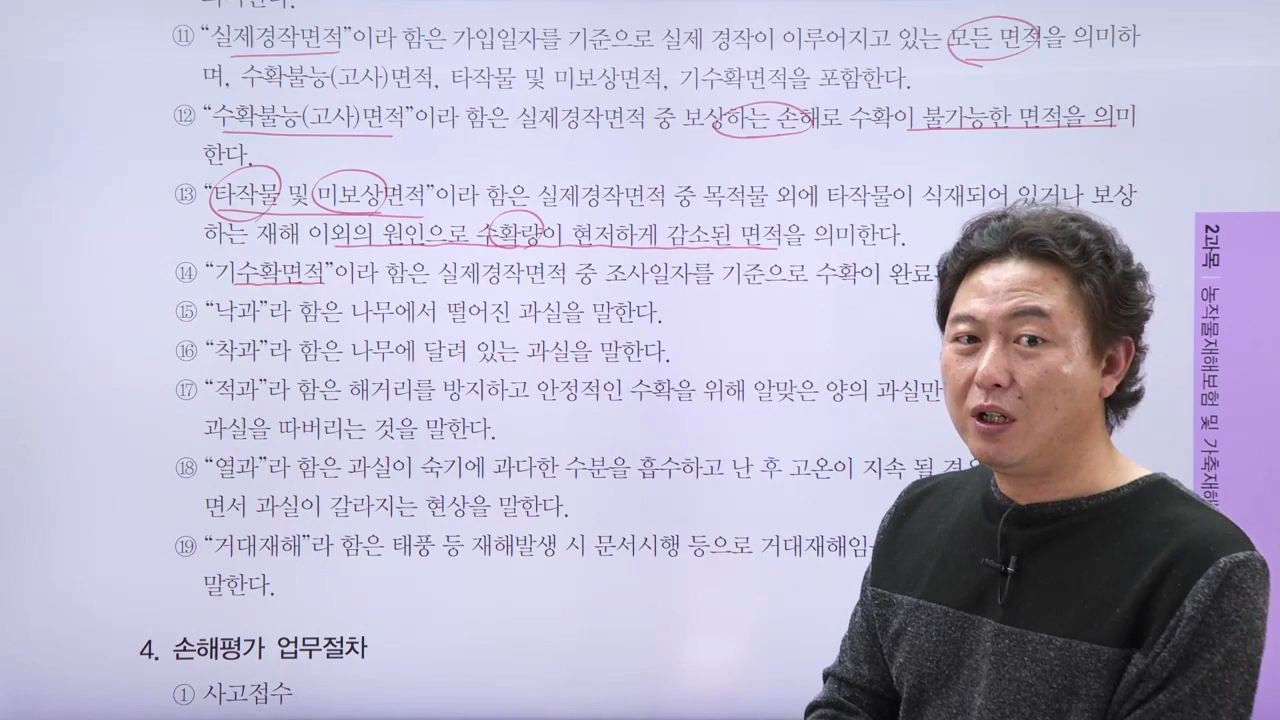 ⑪ “실제경작면적”이라 함은 가입일자를 기준으로 실제 경작이 이루어지고 있는 모든 면적을 의미하
며, 수확불능(고사)면적, 타작물 및 미보상면적, 기수확면적을 포함한다.
⑫ “수확불능(고사)면적”이라 함은 실제경작면적 중 보상하는 손해로 수확이 불가능한 면적을 의미
한다.
⑬ “타작물 및 미보상면적”이라 함은 실제경작면적 중 목적물 외에 타작물이 식재되어 있거나 보상
하는 재해 이외의 원인으로 수확량이 현저하게 감소된 면적을 의미한다.
⑭ “기수확면적”이라 함은 실제경작면적 중 조사일자를 기준으로 수확이
⑮ “낙과”라 함은 나무에서 떨어진 과실을 말한다.
⑯ “착과”라 함은 나무에 달려 있는 과실을 말한다.
⑰ “적과”라 함은 해거리를 방지하고 안정적인 수확을 위해 알맞은 양의 과실만
과실을 따버리는 것을 말한다.
⑱ “열과”라 함은 과실이 숙기에 과다한 수분을 흡수하고 난 후 고온이 지속 될
면서 과실이 갈라지는 현상을 말한다.
⑲ “거대재해”라 함은 태풍 등 재해발생 시 문서시행 등으로
말한다.
4. 손해평가 업무절차
① 사고접수
2과목 | 농작물재해보험 및